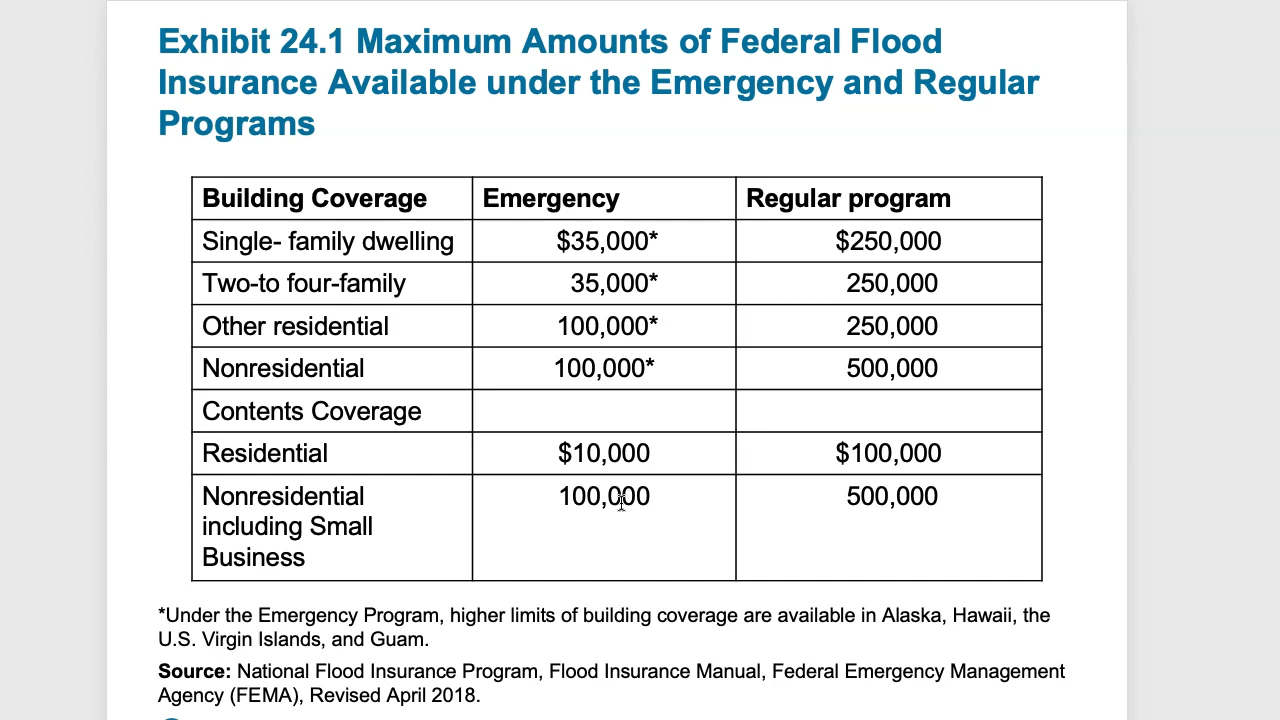 Exhibit 24.1 Maximum Amounts of Federal Flood
Insurance Available under the Emergency and Regular
Programs
Building Coverage Emergency Regular program
Single- family dwelling $35,000* $250,000
Two-to four-family 35,000* 250,000
Other residential 100,000* 250,000
Nonresidential 100,000* 500,000
Contents Coverage
Residential $10,000 $100,000
Nonresidential 100,000 500,000
including Small
Business
*Under the Emergency Program, higher limits of building coverage are available in Alaska, Hawaii, the
U.S. Virgin Islands, and Guam.
Source: National Flood Insurance Program, Flood Insurance Manual, Federal Emergency Management
Agency (FEMA), Revised April 2018.